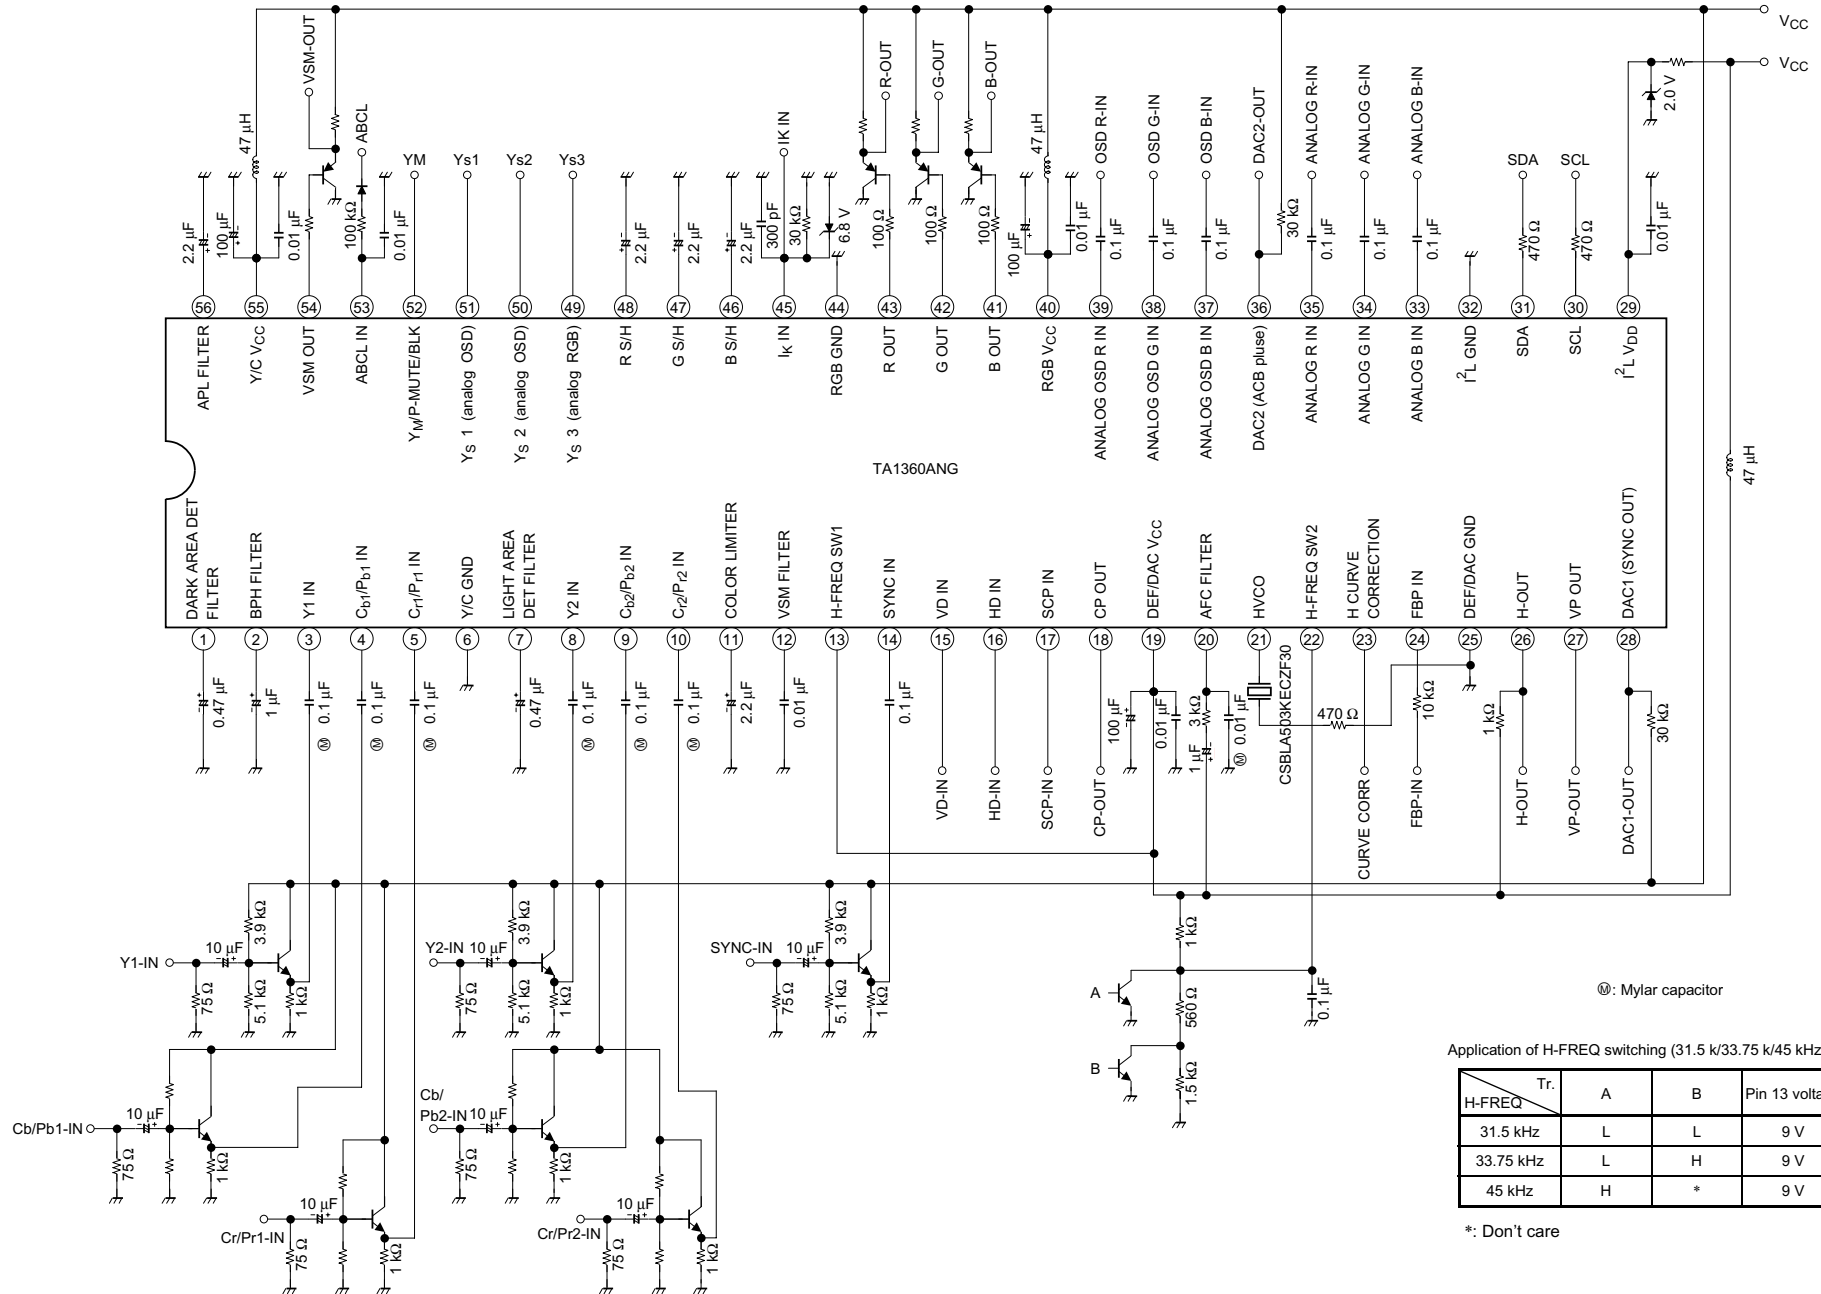 VCC
VCC
2.0 V
47 µH
VSM-OUT
ABCL
YM
Ys1
Ys2
Ys3
IK IN
R-OUT
G-OUT
B-OUT
47 µH
OSD R-IN
OSD G-IN
OSD B-IN
DAC2-OUT
ANALOG R-IN
ANALOG G-IN
ANALOG B-IN
SDA
SCL
2.2 µF
100 µF
0.01 µF
100 kΩ
0.01 µF
2.2 µF
2.2 µF
2.2 µF
300 pF
30 kΩ
6.8 V
100 Ω
100 Ω
100 Ω
100 µF
0.01 µF
0.1 µF
0.1 µF
0.1 µF
30 kΩ
0.1 µF
0.1 µF
0.1 µF
470 Ω
470 Ω
0.01 µF
56 55 54 53 52 51 50 49 48 47 46 45 44 43 42 41 40 39 38 37 36 35 34 33 32 31 30 29
APL FILTER
Y/C VCC
VSM OUT
ABCL IN
YM/P-MUTE/BLK
YS 1 (analog OSD)
YS 2 (analog OSD)
YS 3 (analog RGB)
R S/H
G S/H
B S/H
IK IN
RGB GND
R OUT
G OUT
B OUT
RGB VCC
ANALOG OSD R IN
ANALOG OSD G IN
ANALOG OSD B IN
DAC2 (ACB pluse)
ANALOG R IN
ANALOG G IN
ANALOG B IN
I2L GND
SDA
SCL
I2L VDD
TA1360ANG
47 µH
DARK AREA DET
FILTER
BPH FILTER
Y1 IN
Cb1/Pb1 IN
Cr1/Pr1 IN
Y/C GND
LIGHT AREA
DET FILTER
Y2 IN
Cb2/Pb2 IN
Cr2/Pr2 IN
COLOR LIMITER
VSM FILTER
H-FREQ SW1
SYNC IN
VD IN
HD IN
SCP IN
CP OUT
DEF/DAC VCC
AFC FILTER
HVCO
H-FREQ SW2
H CURVE
CORRECTION
FBP IN
DEF/DAC GND
H-OUT
VP OUT
DAC1 (SYNC OUT)
1 2 3 4 5 6 7 8 9 10 11 12 13 14 15 16 17 18 19 20 21 22 23 24 25 26 27 28
0.47 µF
1 µF
0.1 µF
Ⓜ
0.1 µF
Ⓜ
0.1 µF
Ⓜ
0.47 µF
0.1 µF
Ⓜ
0.1 µF
Ⓜ
0.1 µF
Ⓜ
2.2 µF
0.01 µF
0.1 µF
VD-IN
HD-IN
SCP-IN
CP-OUT
100 µF
0.01 µF
3 kΩ
1 µF
Ⓜ 0.01 µF
CSBLA503KECZF30
470 Ω
CURVE CORR
10 kΩ
FBP-IN
1 kΩ
H-OUT
VP-OUT
DAC1-OUT
30 kΩ
Y1-IN
10 µF
3.9 kΩ
75 Ω
5.1 kΩ
1 kΩ
Y2-IN
10 µF
3.9 kΩ
75 Ω
5.1 kΩ
1 kΩ
SYNC-IN
10 µF
3.9 kΩ
75 Ω
5.1 kΩ
1 kΩ
1 kΩ
A
560 Ω
0.1 µF
B
1.5 kΩ
Cb/Pb1-IN
10 µF
75 Ω
1 kΩ
Cr/Pr1-IN
10 µF
75 Ω
1 kΩ
Cb/
Pb2-IN
10 µF
75 Ω
1 kΩ
Cr/Pr2-IN
10 µF
75 Ω
1 kΩ
Ⓜ: Mylar capacitor
Application of H-FREQ switching (31.5 k/33.75 k/45 kHz
Tr.
H-FREQ A B Pin 13 volta
31.5 kHz L L 9 V
33.75 kHz L H 9 V
45 kHz H * 9 V
*: Don't care